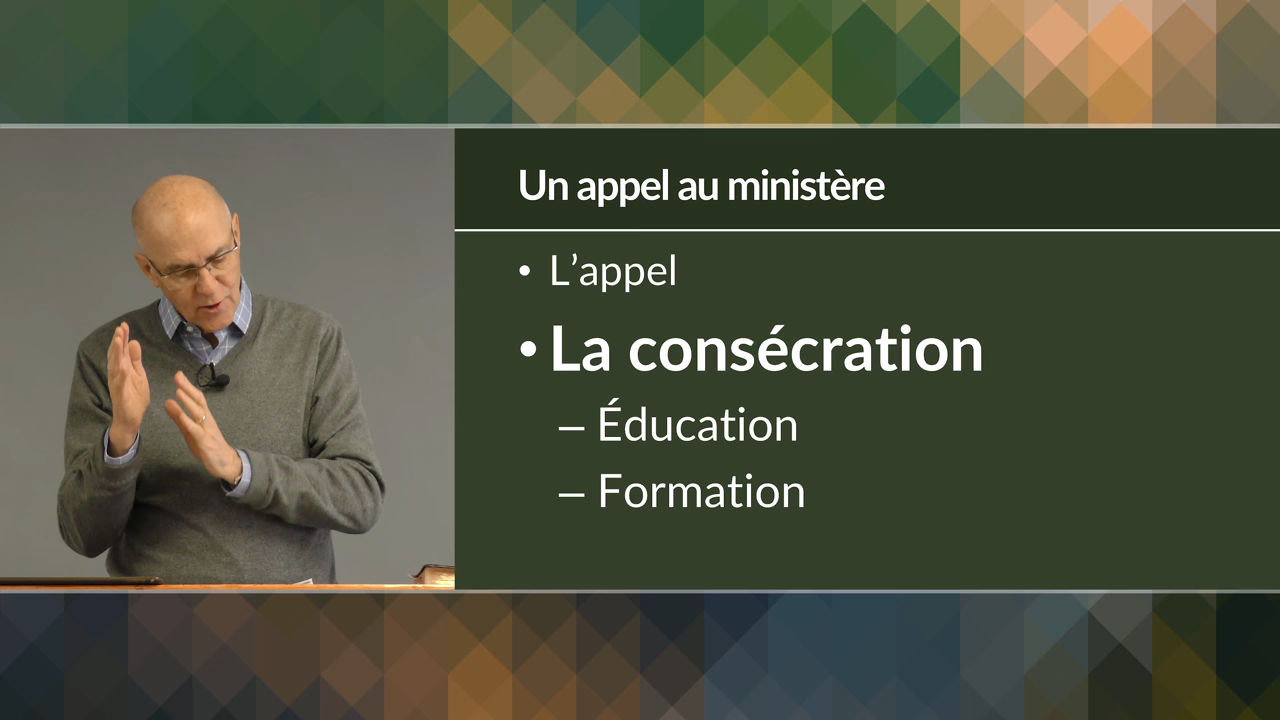 Un appel au ministère
• L’appel
• La consécration
– Éducation
– Formation